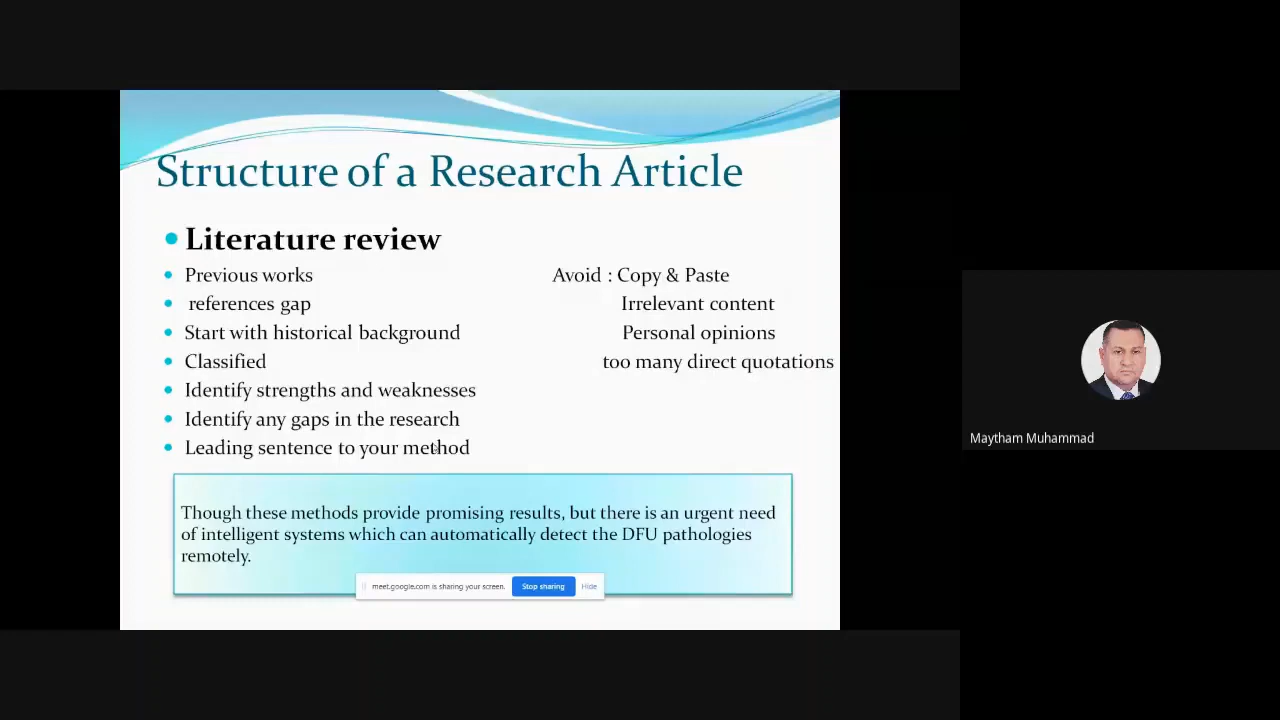 Structure of a Research Article
Literature review
Previous works Avoid : Copy & Paste
references gap Irrelevant content
Start with historical background Personal opinions
Classified too many direct quotations
Identify strengths and weaknesses
Identify any gaps in the research
Leading sentence to your method
Though these methods provide promising results, but there is an urgent need
of intelligent systems which can automatically detect the DFU pathologies
remotely.
meet.google.com is sharing your screen. Stop sharing Hide
Maytham Muhammad